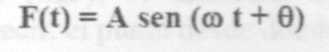 F(t) = A sen (ω t + θ)